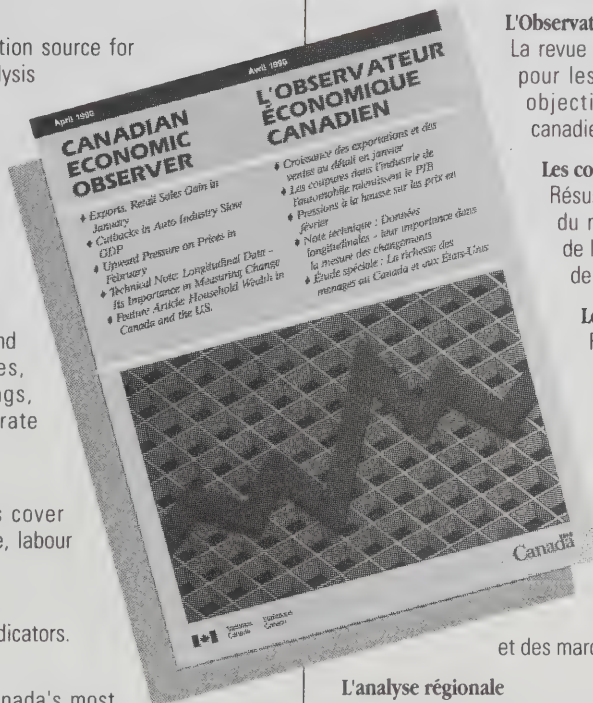 tion source for
lysis
nd
es,
ngs,
rate
s cover
e, labour
dicators.
nada's most
April 1990
CANADIAN
ECONOMIC
OBSERVER
♦ Exports, Retail Sales Gain in
January
♦ Cutbacks in Auto Industry Slow
GDP
♦ Upward Pressure on Prices in
February
♦ Technical Note: Longitudinal Data –
Its Importance in Measuring Change
♦ Feature Article: Household Wealth in
Canada and the U.S.
Avril 1990
L'OBSERVATEUR
ÉCONOMIQUE
CANADIEN
♦ Croissance des exportations et des
ventes au détail en janvier
♦ Les coupures dans l'industrie de
l'automobile ralentissent le PIB
♦ Pressions à la hausse sur les prix en
février
♦ Note technique : Données
longitudinales - leur importance dans
la mesure des changements
♦ Étude spéciale : La richesse des
ménages au Canada et aux États-Unis
Statistics Statistique
Canada Canada
Canada
L'Observat
La revue
pour les
objecti
canadie
Les co
Résu
du r
de l
de
Le
et des marc
L'analyse régionale